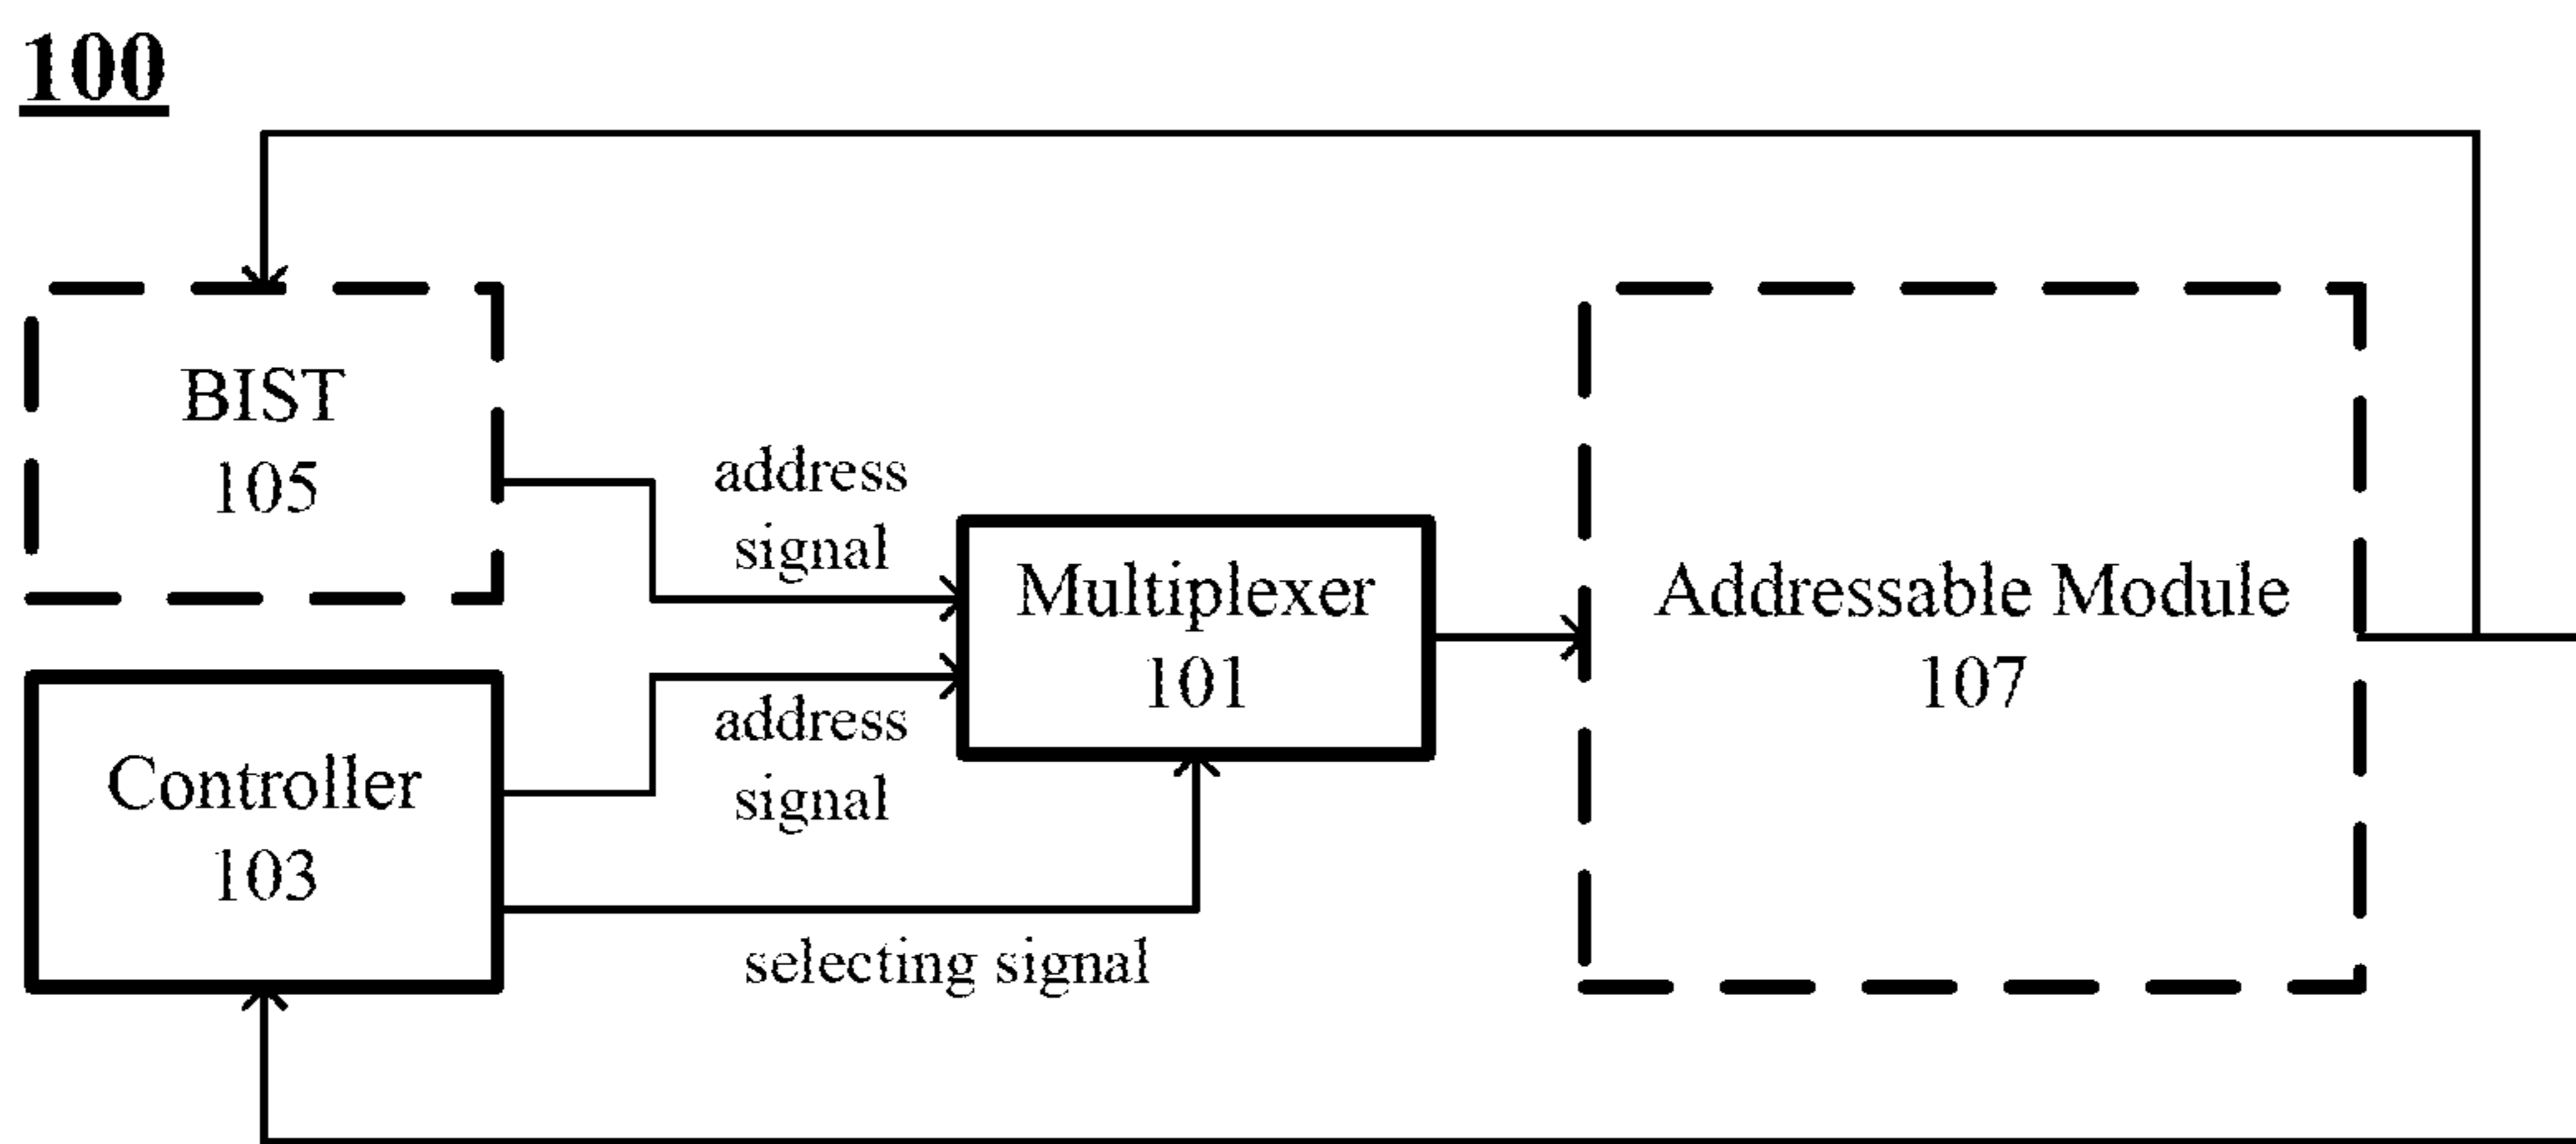 100
BIST
105
address
signal
Multiplexer
101
Addressable Module
107
Controller
103
address
signal
selecting signal